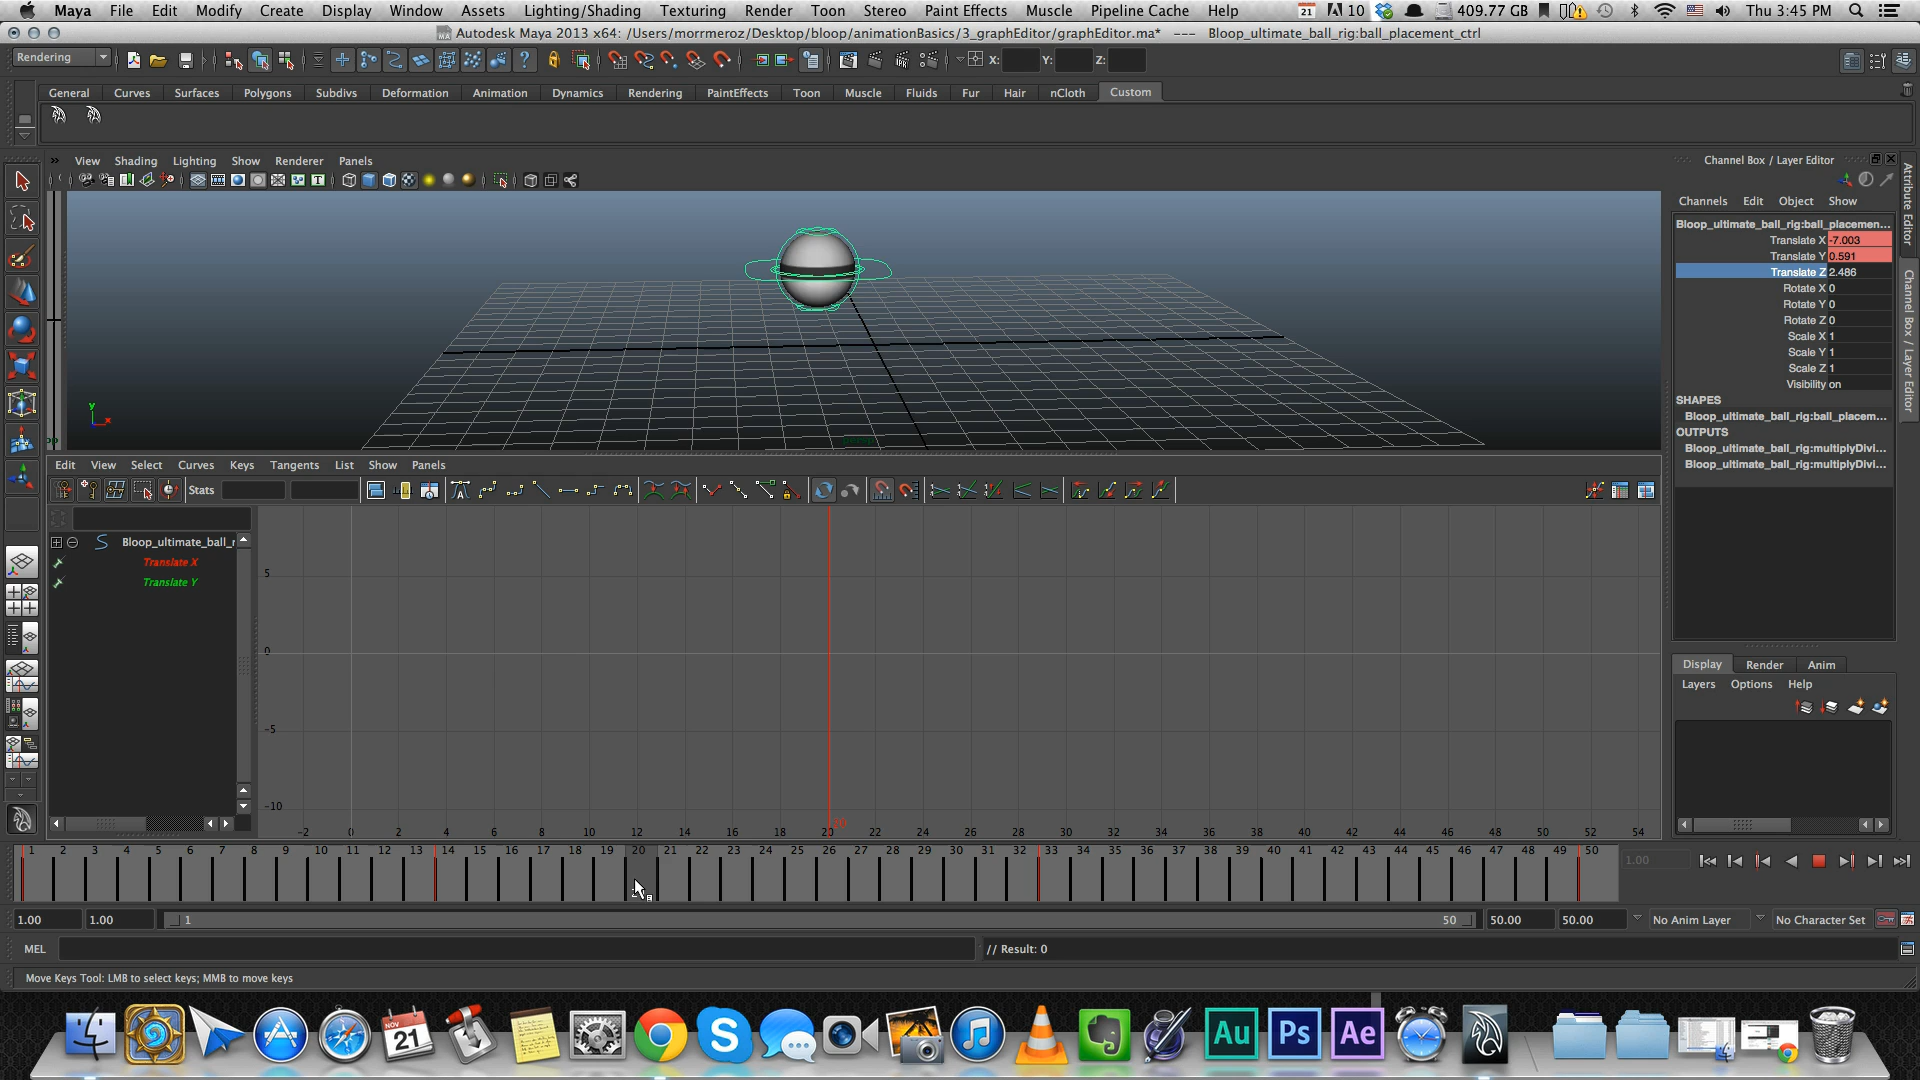 Maya File Edit Modify Create Display Window Assets Lighting/Shading Texturing Render Toon Stereo Paint Effects Muscle Pipeline Cache Help 21 10 409.77 GB Thu 3:45 PM
Autodesk Maya 2013 x64: /Users/morrmeroz/Desktop/bloop/animationBasics/3_graphEditor/graphEditor.ma* --- Bloop_ultimate_ball_rig:ball_placement_ctrl
Rendering X: Y: Z:
General Curves Surfaces Polygons Subdivs Deformation Animation Dynamics Rendering PaintEffects Toon Muscle Fluids Fur Hair nCloth Custom
View Shading Lighting Show Renderer Panels
Channel Box / Layer Editor
Channels Edit Object Show
Bloop_ultimate_ball_rig:ball_placemen...
Translate X -7.003
Translate Y 0.591
Translate Z 2.486
Rotate X 0
Rotate Y 0
Rotate Z 0
Scale X 1
Scale Y 1
Scale Z 1
Visibility on
SHAPES
Bloop_ultimate_ball_rig:ball_placem...
OUTPUTS
Bloop_ultimate_ball_rig:multiplyDivi...
Bloop_ultimate_ball_rig:multiplyDivi...
Attribute Editor
Channel Box / Layer Editor
y
x
Edit View Select Curves Keys Tangents List Show Panels
Stats
Bloop_ultimate_ball_r
Translate X
Translate Y
5
0
-5
-10
-2 0 2 4 6 8 10 12 14 16 18 20 22 24 26 28 30 32 34 36 38 40 42 44 46 48 50 52 54
Display Render Anim
Layers Options Help
1 2 3 4 5 6 7 8 9 10 11 12 13 14 15 16 17 18 19 20 21 22 23 24 25 26 27 28 29 30 31 32 33 34 35 36 37 38 39 40 41 42 43 44 45 46 47 48 49 50 1.00
1.00 1.00 1 50 50.00 50.00 No Anim Layer No Character Set
MEL // Result: 0
Move Keys Tool: LMB to select keys; MMB to move keys
NOV
21
Au Ps Ae